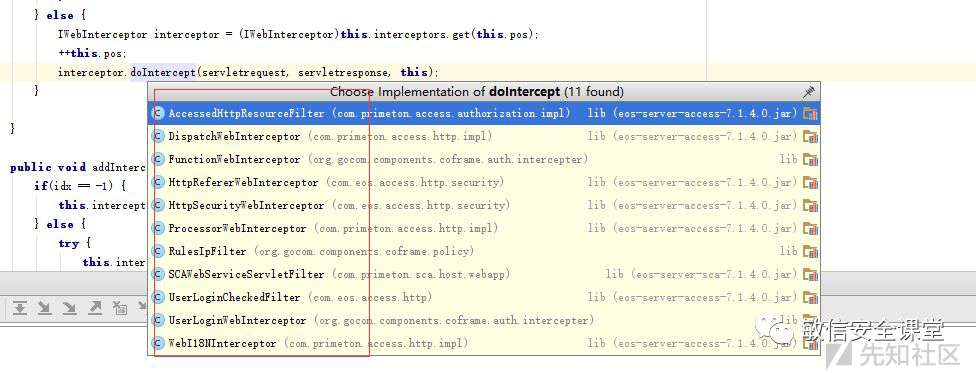 } else {
IWebInterceptor interceptor = (IWebInterceptor)this.interceptors.get(this.pos);
++this.pos;
interceptor.doIntercept(servletrequest, servletresponse, this);
}
}
public void addInterc
if(idx == -1) {
this.intercept
} else {
try {
this.inter
Choose Implementation of doIntercept (11 found)
AccessedHttpResourceFilter (com.primeton.access.authorization.impl) lib (eos-server-access-7.1.4.0.jar)
DispatchWebInterceptor (com.primeton.access.http.impl) lib (eos-server-access-7.1.4.0.jar)
FunctionWebInterceptor (org.gocom.components.coframe.auth.intercepter) lib
HttpRefererWebInterceptor (com.eos.access.http.security) lib (eos-server-access-7.1.4.0.jar)
HttpSecurityWebInterceptor (com.eos.access.http.security) lib (eos-server-access-7.1.4.0.jar)
ProcessorWebInterceptor (com.primeton.access.http.impl) lib (eos-server-access-7.1.4.0.jar)
RulesIpFilter (org.gocom.components.coframe.policy) lib
SCAWebServiceServletFilter (com.primeton.sca.host.webapp) lib (eos-server-sca-7.1.4.0.jar)
UserLoginCheckedFilter (com.eos.access.http) lib (eos-server-access-7.1.4.0.jar)
UserLoginWebInterceptor (org.gocom.components.coframe.auth.intercepter) lib
WebI18NInterceptor (com.primeton.access.http.impl) lib (eos-server-access-7.1.4.0.jar)
敏信安全课堂
先知社区